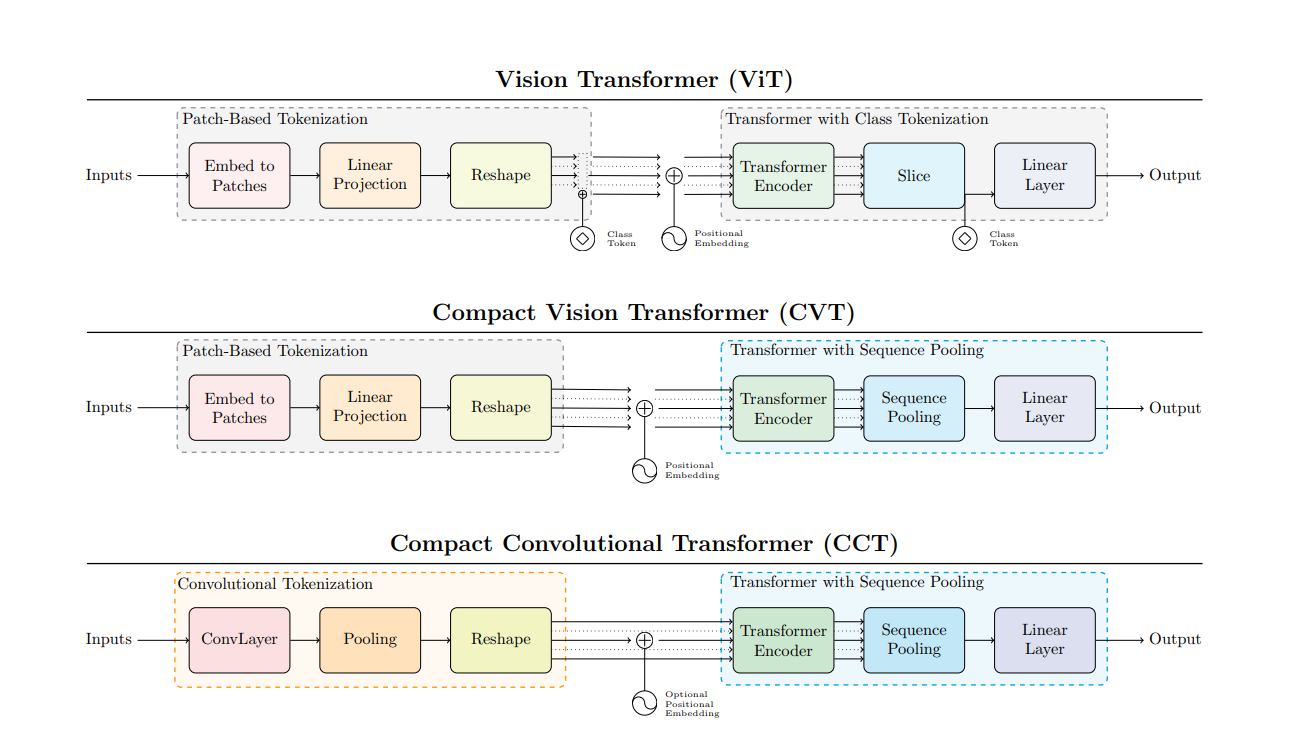 Vision Transformer (ViT)
Patch-Based Tokenization
Transformer with Class Tokenization
Inputs
Embed to
Patches
Linear
Projection
Reshape
Transformer
Encoder
Slice
Linear
Layer
Output
Class
Token
Positional
Embedding
Class
Token
Compact Vision Transformer (CVT)
Patch-Based Tokenization
Transformer with Sequence Pooling
Inputs
Embed to
Patches
Linear
Projection
Reshape
Transformer
Encoder
Sequence
Pooling
Linear
Layer
Output
Positional
Embedding
Compact Convolutional Transformer (CCT)
Convolutional Tokenization
Transformer with Sequence Pooling
Inputs
ConvLayer
Pooling
Reshape
Transformer
Encoder
Sequence
Pooling
Linear
Layer
Output
Optional
Positional
Embedding